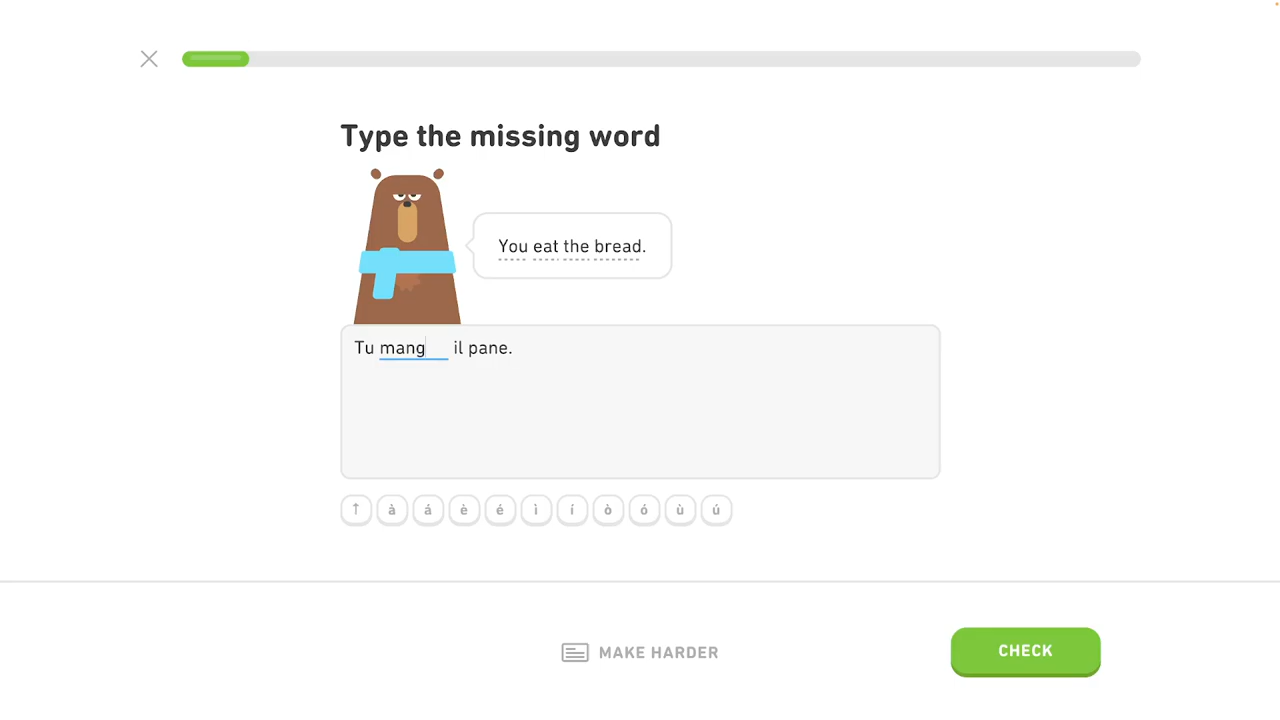 Type the missing word
You eat the bread.
Tu mang il pane.
↑ à á è é ì í ò ó ù ú
MAKE HARDER
CHECK